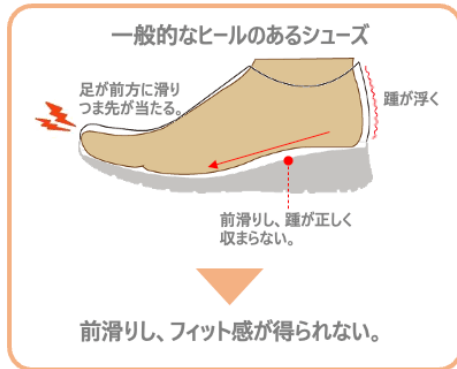 一般的なヒールのあるシューズ
足が前方に滑り
つま先が当たる。
踵が浮く
前滑りし、踵が正しく
収まらない。
前滑りし、フィット感が得られない。